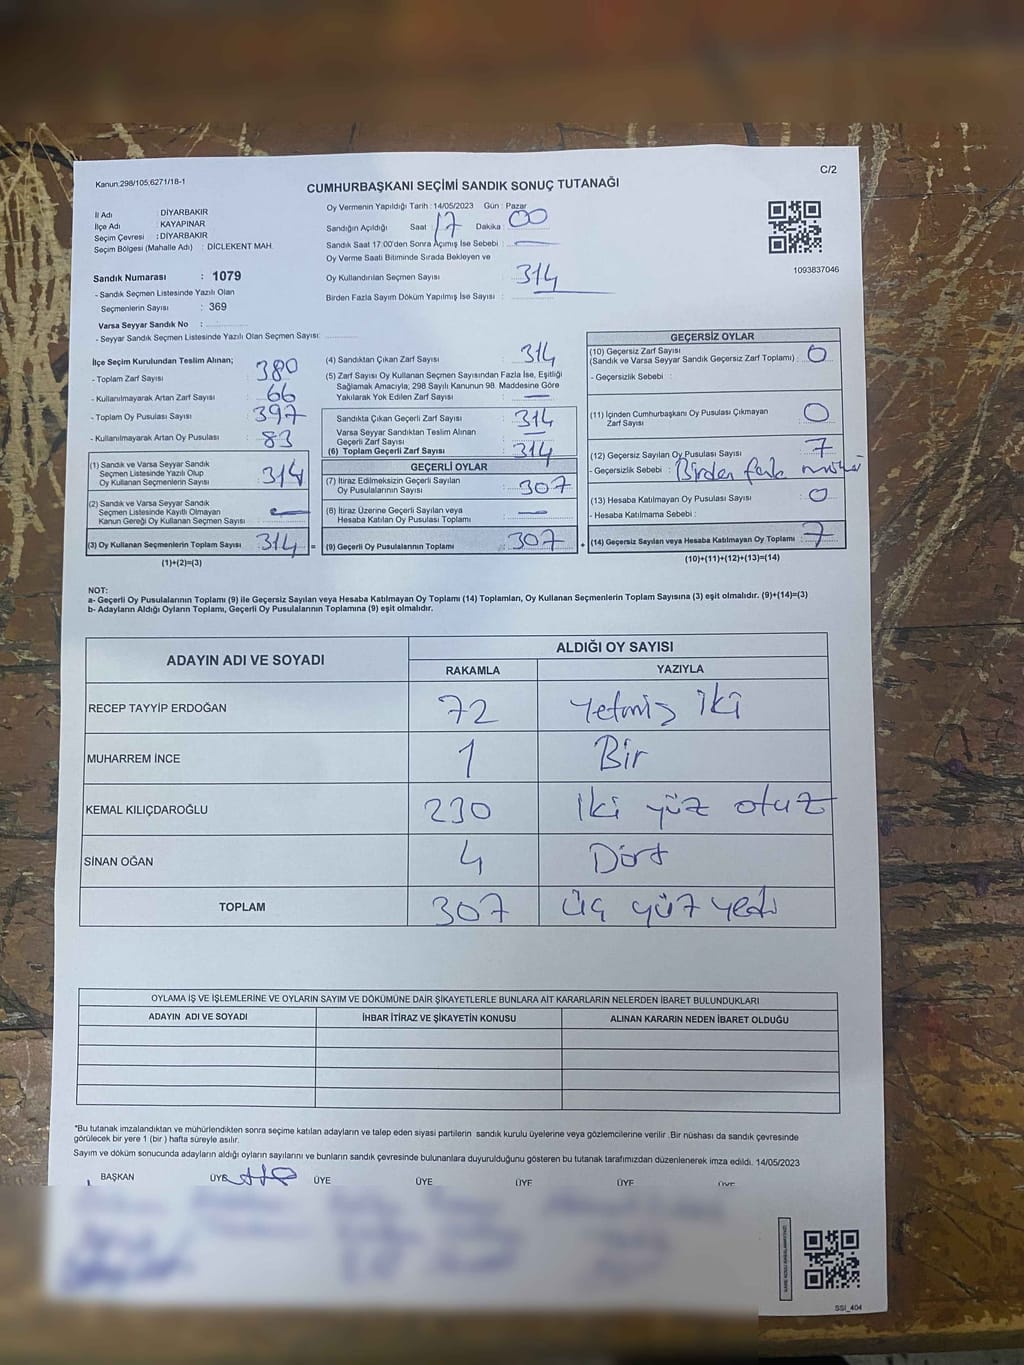 Kanun:298/105,6271/18-1
C/2
CUMHURBAŞKANI SEÇİMİ SANDIK SONUÇ TUTANAĞI
İl Adı : DİYARBAKIR
İlçe Adı : KAYAPINAR
Seçim Çevresi : DİYARBAKIR
Seçim Bölgesi (Mahalle Adı) : DİCLEKENT MAH.
Sandık Numarası : 1079
- Sandık Seçmen Listesinde Yazılı Olan
Seçmenlerin Sayısı : 369
Varsa Seyyar Sandık No :
- Seyyar Sandık Seçmen Listesinde Yazılı Olan Seçmen Sayısı:
Oy Vermenin Yapıldığı Tarih : 14/05/2023 Gün : Pazar
Sandığın Açıldığı Saat : 17 Dakika : 00
Sandık Saat 17:00'den Sonra Açımış İse Sebebi :
Oy Verme Saati Bitiminde Sırada Bekleyen ve
Oy Kullandırılan Seçmen Sayısı 314
Birden Fazla Sayım Döküm Yapılmış İse Sayısı :
1093837046
İlçe Seçim Kurulundan Teslim Alınan;
- Toplam Zarf Sayısı : 380
- Kullanılmayarak Artan Zarf Sayısı : 66
- Toplam Oy Pusulası Sayısı : 397
- Kullanılmayarak Artan Oy Pusulası : 83
(1) Sandık ve Varsa Seyyar Sandık
Seçmen Listesinde Yazılı Olup
Oy Kullanan Seçmenlerin Sayısı : 314
(2) Sandık ve Varsa Seyyar Sandık
Seçmen Listesinde Kayıtlı Olmayan
Kanun Gereği Oy Kullanan Seçmen Sayısı
(3) Oy Kullanan Seçmenlerin Toplam Sayısı 314 =
(1)+(2)=(3)
(4) Sandıktan Çıkan Zarf Sayısı 314
(5) Zarf Sayısı Oy Kullanan Seçmen Sayısından Fazla İse, Eşitliği
Sağlamak Amacıyla, 298 Sayılı Kanunun 98. Maddesine Göre
Yakılarak Yok Edilen Zarf Sayısı :
Sandıkta Çıkan Geçerli Zarf Sayısı : 314
Varsa Seyyar Sandıktan Teslim Alınan
Geçerli Zarf Sayısı
(6) Toplam Geçerli Zarf Sayısı : 314
GEÇERLİ OYLAR
(7) İtiraz Edilmeksizin Geçerli Sayılan
Oy Pusulalarının Sayısı : 307
(8) İtiraz Üzerine Geçerli Sayılan veya
Hesaba Katılan Oy Pusulası Toplamı
(9) Geçerli Oy Pusulalarının Toplamı 307 +
GEÇERSİZ OYLAR
(10) Geçersiz Zarf Sayısı
(Sandık ve Varsa Seyyar Sandık Geçersiz Zarf Toplamı) : 0
- Geçersizlik Sebebi :
(11) İçinden Cumhurbaşkanı Oy Pusulası Çıkmayan
Zarf Sayısı 0
(12) Geçersiz Sayılan Oy Pusulası Sayısı : 7
- Geçersizlik Sebebi : Birden fazla
(13) Hesaba Katılmayan Oy Pusulası Sayısı : 0
- Hesaba Katılmama Sebebi :
(14) Geçersiz Sayılan veya Hesaba Katılmayan Oy Toplamı : 7
(10)+(11)+(12)+(13)=(14)
NOT:
a- Geçerli Oy Pusulalarının Toplamı (9) ile Geçersiz Sayılan veya Hesaba Katılmayan Oy Toplamı (14) Toplamları, Oy Kullanan Seçmenlerin Toplam Sayısına (3) eşit olmalıdır. (9)+(14)=(3)
b- Adayların Aldığı Oyların Toplamı, Geçerli Oy Pusulalarının Toplamına (9) eşit olmalıdır.
ADAYIN ADI VE SOYADI
ALDIĞI OY SAYISI
RAKAMLA YAZIYLA
RECEP TAYYİP ERDOĞAN 72 Yetmiş iki
MUHARREM İNCE 1 Bir
KEMAL KILIÇDAROĞLU 230 iki yüz otuz
SİNAN OĞAN 4 Dört
TOPLAM 307 üç yüz yedi
OYLAMA İŞ VE İŞLEMLERİNE VE OYLARIN SAYIM VE DÖKÜMÜNE DAİR ŞİKAYETLERLE BUNLARA AİT KARARLARIN NELERDEN İBARET BULUNDUKLARI
ADAYIN ADI VE SOYADI İHBAR İTİRAZ VE ŞİKAYETİN KONUSU ALINAN KARARIN NEDEN İBARET OLDUĞU
*Bu tutanak imzalandıktan ve mühürlendikten sonra seçime katılan adayların ve talep eden siyasi partilerin sandık kurulu üyelerine veya gözlemcilerine verilir .Bir nüshası da sandık çevresinde
görülecek bir yere 1 (bir ) hafta süreyle asılır.
Sayım ve döküm sonucunda adayların aldığı oyların sayılarını ve bunların sandık çevresinde bulunanlara duyurulduğunu gösteren bu tutanak tarafımızdan düzenlenerek imza edildi. 14/05/2023
BAŞKAN ÜYE ÜYE ÜYE ÜYE ÜYE ÜYE
SSI_404